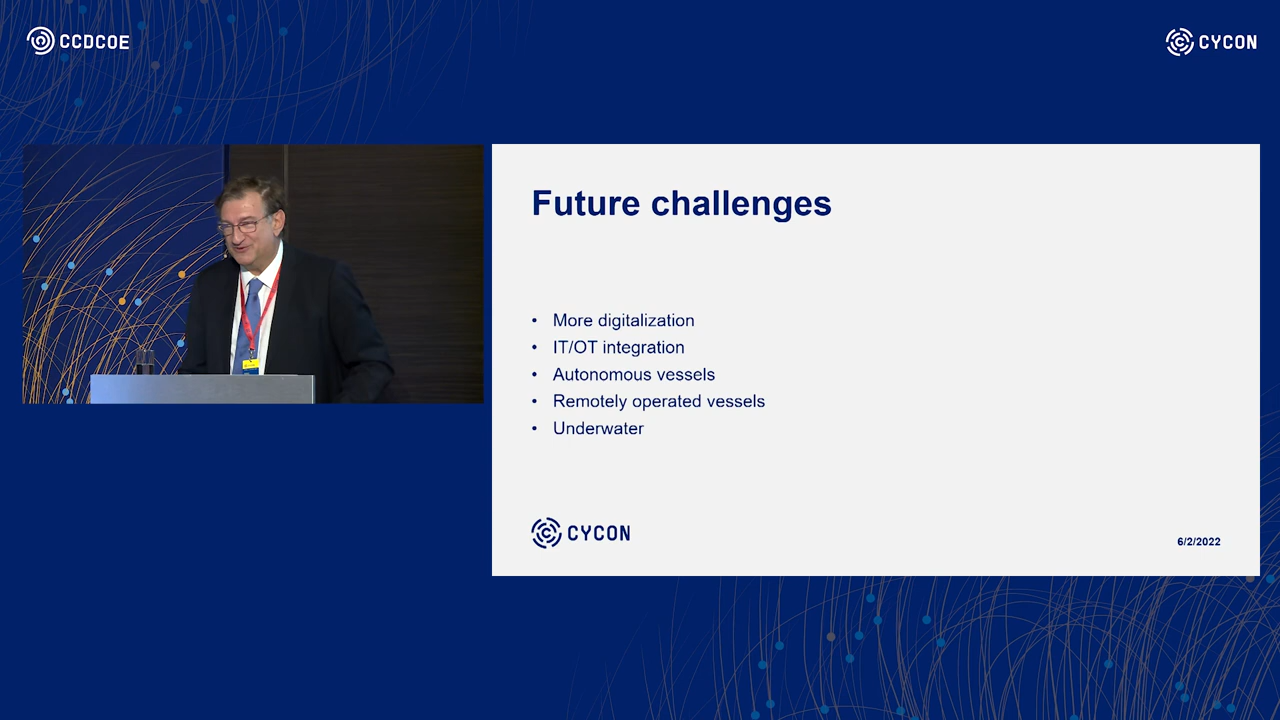 CCDCOE
CYCON
Future challenges
• More digitalization
• IT/OT integration
• Autonomous vessels
• Remotely operated vessels
• Underwater
CYCON
6/2/2022